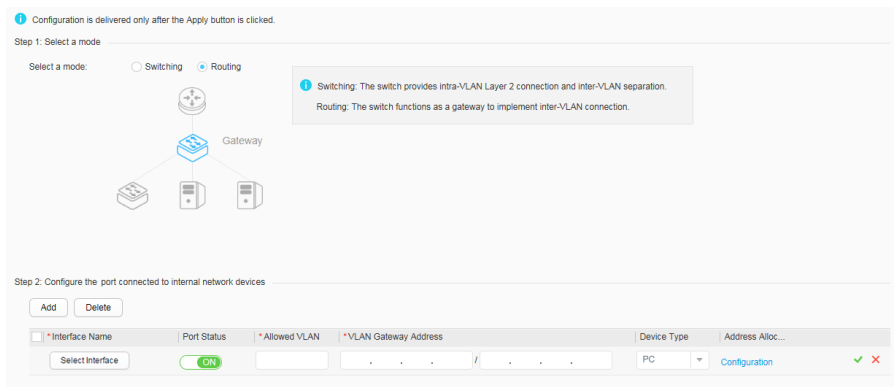 Configuration is delivered only after the Apply button is clicked.
Step 1: Select a mode
Select a mode: Switching Routing
Switching: The switch provides intra-VLAN Layer 2 connection and inter-VLAN separation.
Routing: The switch functions as a gateway to implement inter-VLAN connection.
Gateway
Step 2: Configure the port connected to internal network devices
Add Delete
*Interface Name Port Status *Allowed VLAN *VLAN Gateway Address Device Type Address Alloc...
Select Interface ON . . . / . . . PC Configuration